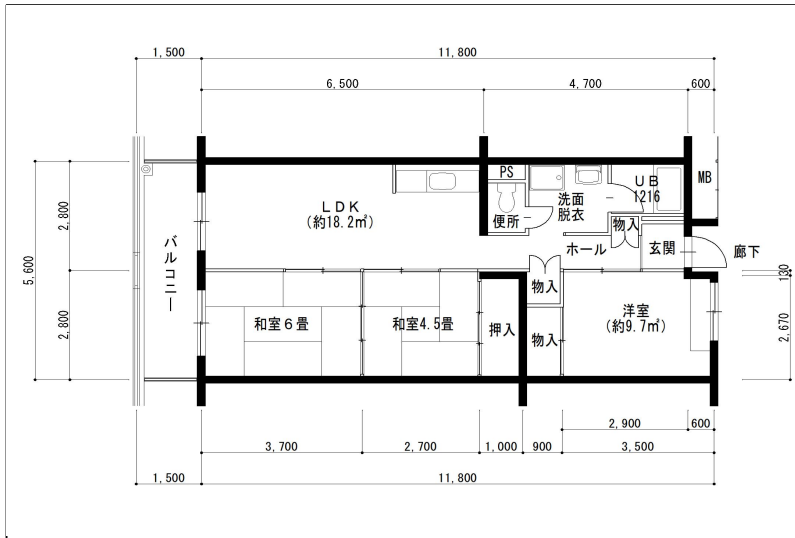 1,500
11,800
6,500
4,700
600
PS
UB
1216
MB
LDK
(約18.2㎡)
洗面
脱衣
便所
物入
2,800
バルコニー
ホール
玄関
廊下
5,600
130
物入
洋室
(約9.7㎡)
和室6畳
和室4.5畳
押入
物入
2,800
2,670
2,900
600
3,700
2,700
1,000
900
3,500
1,500
11,800